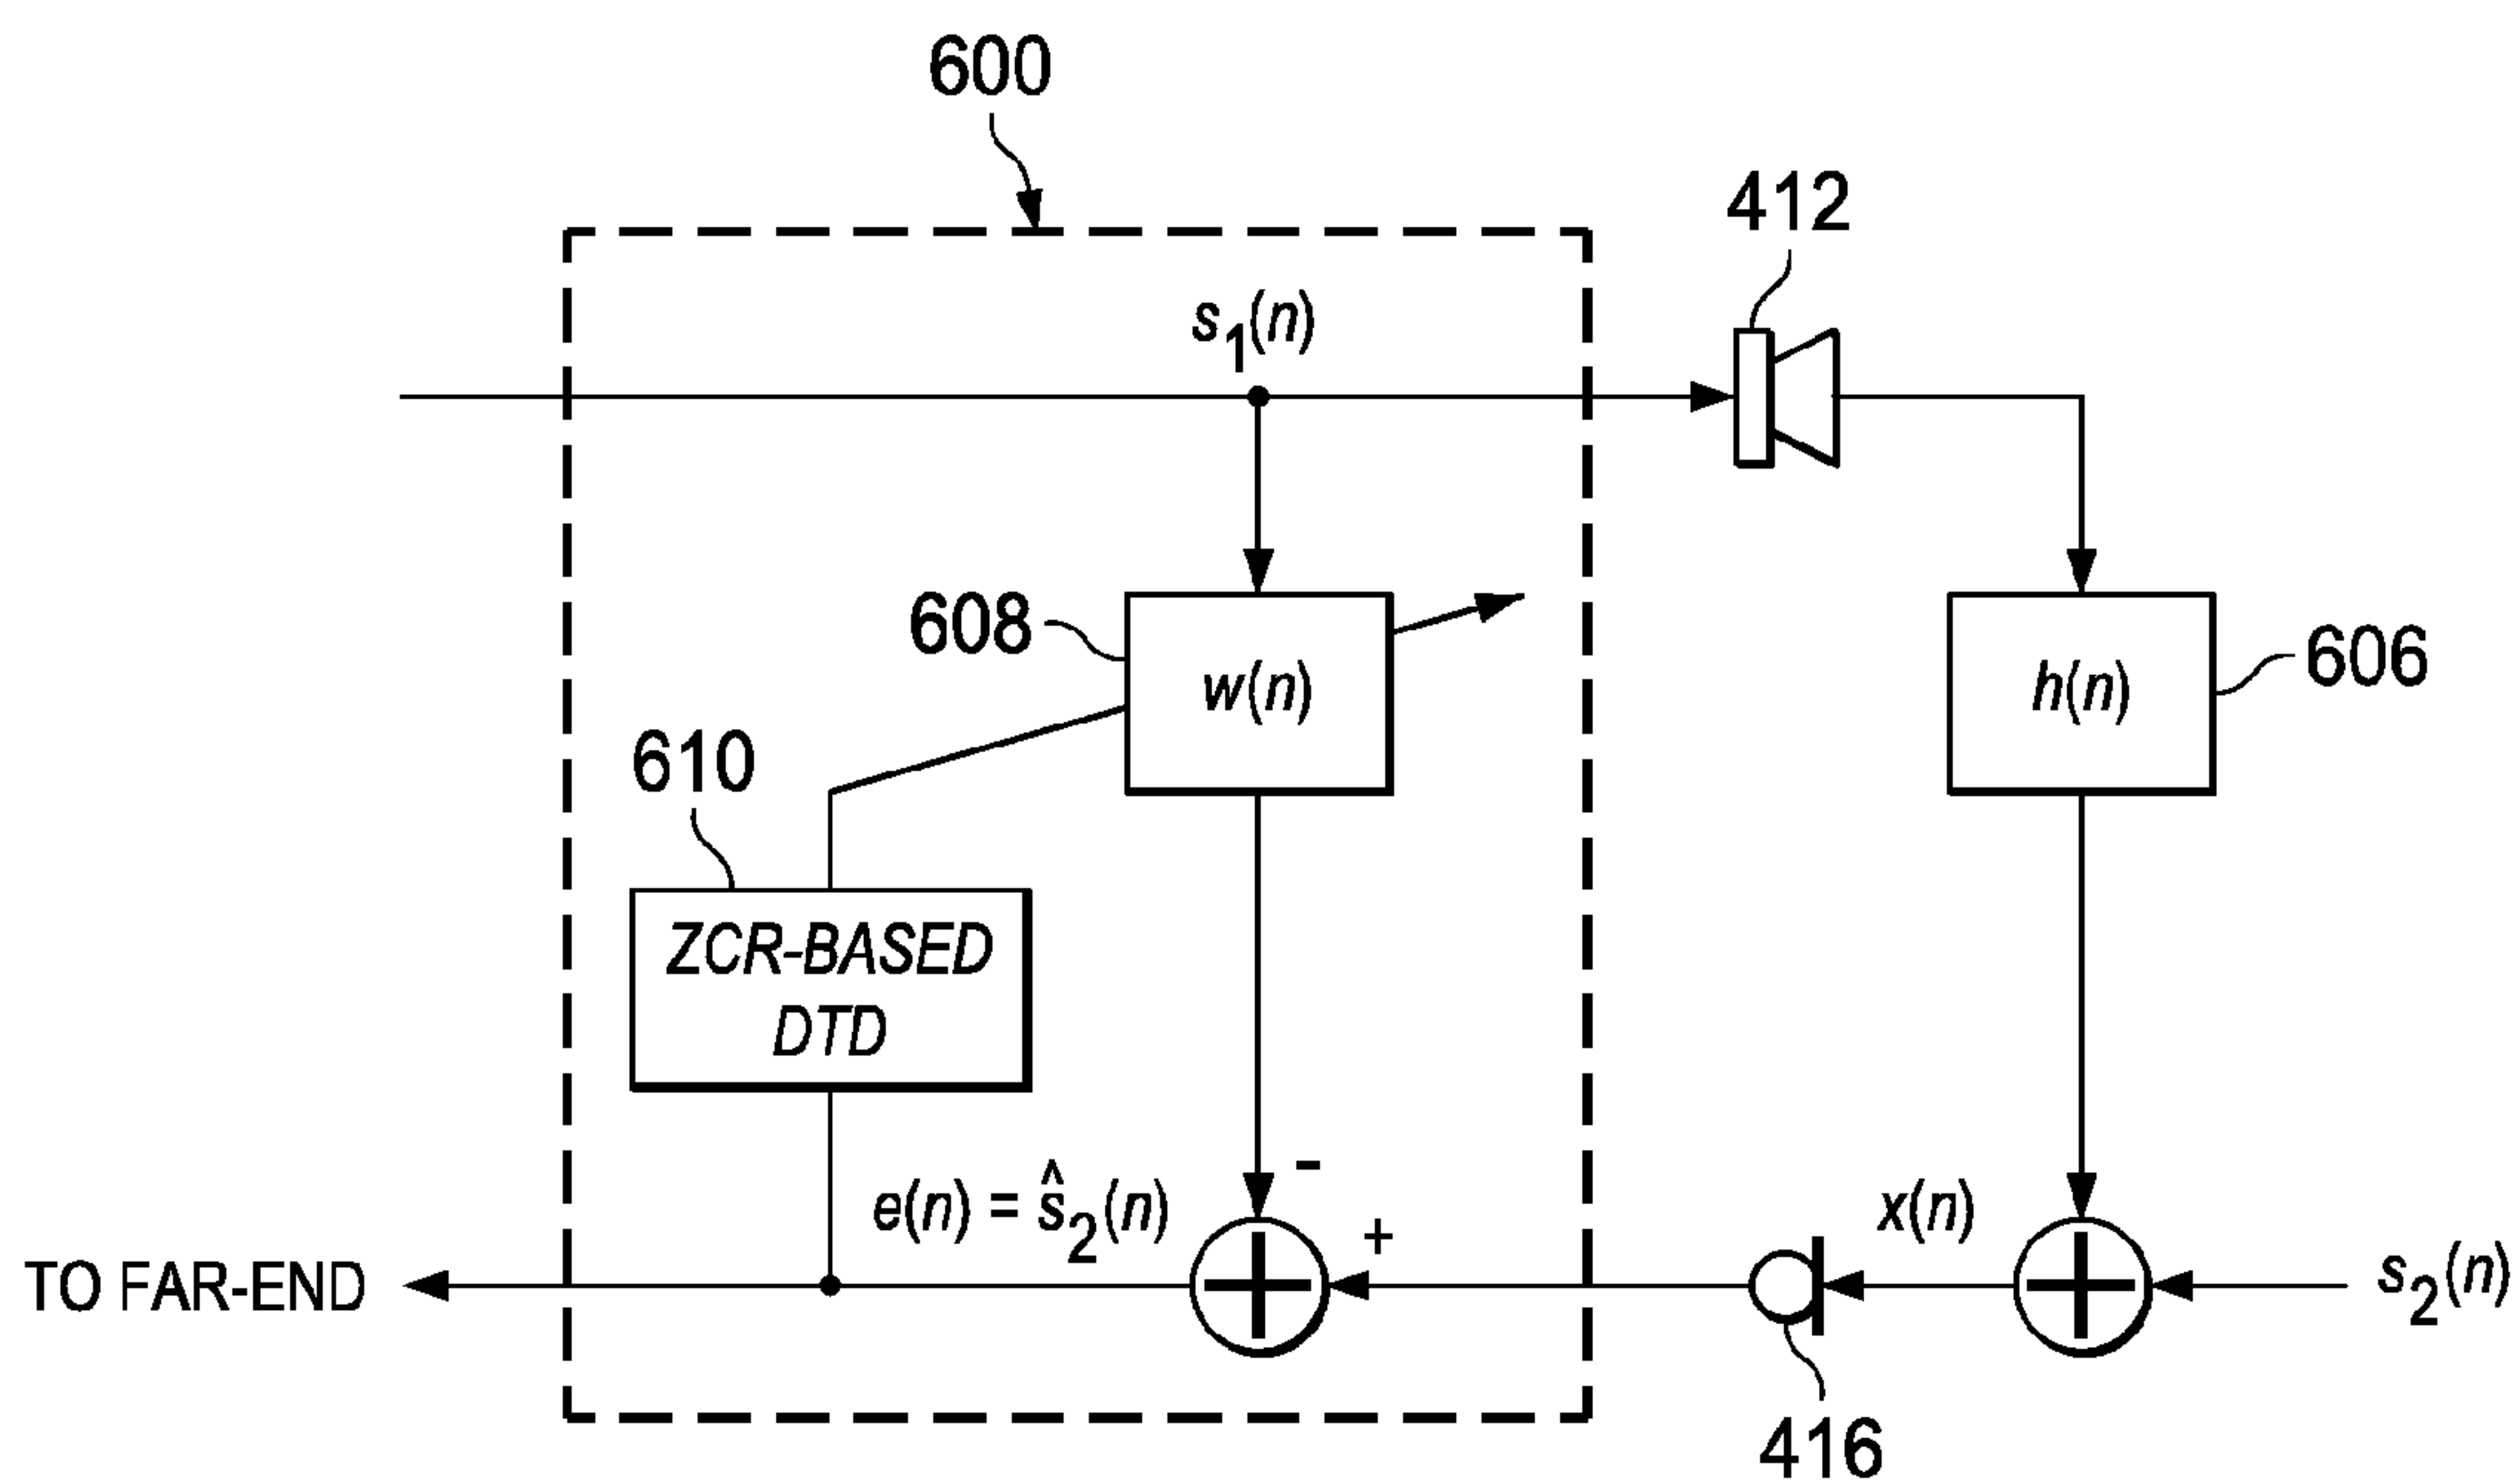 600
412
s1(n)
608
w(n)
h(n)
606
610
ZCR-BASED
DTD
-
e(n) = ŝ2(n)
+
x(n)
s2(n)
TO FAR-END
416